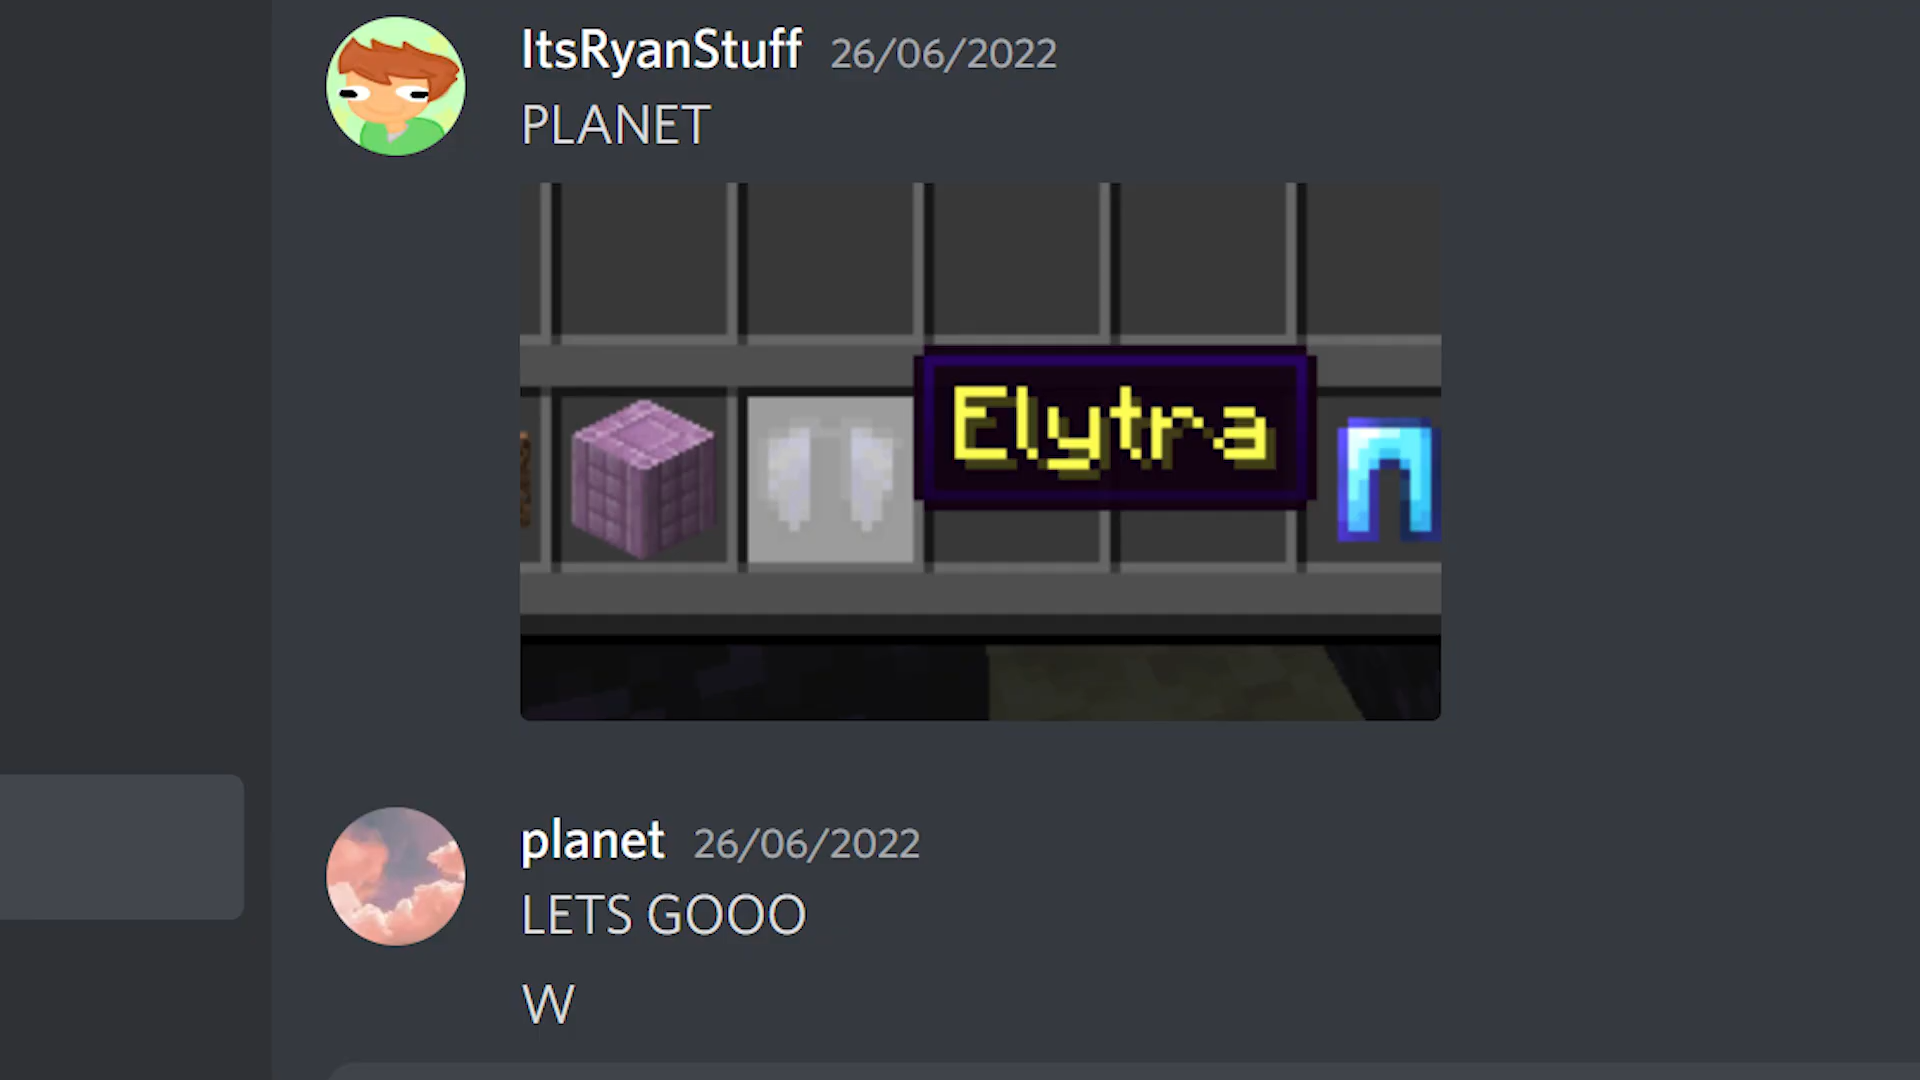 ItsRyanStuff 26/06/2022
PLANET
Elytra
planet 26/06/2022
LETS GOOO
W